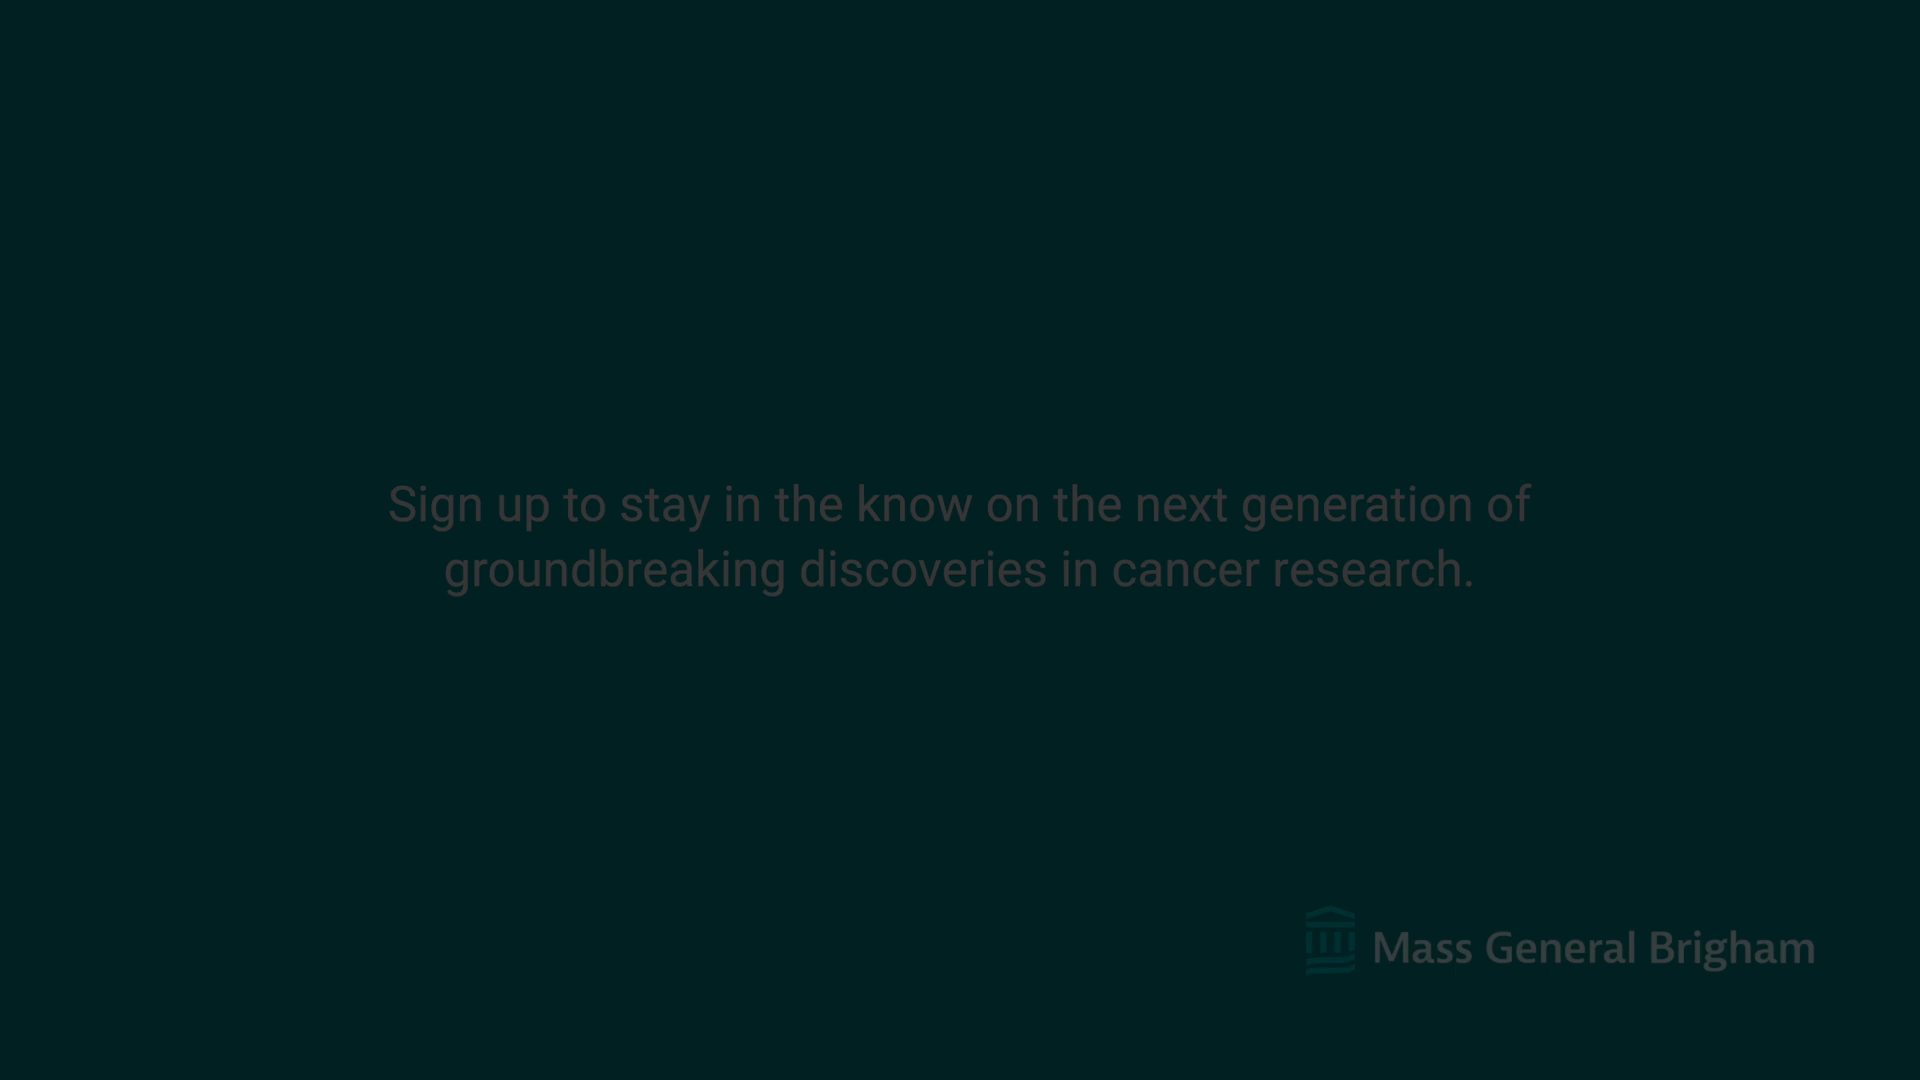 Sign up to stay in the know on the next generation of
groundbreaking discoveries in cancer research.
Mass General Brigham